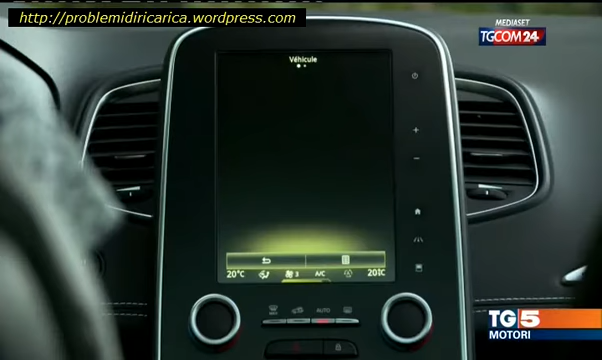 http://problemidiricarica.wordpress.com
MEDIASET
TGCOM24
Véhicule
20°C
3
A/C
20°C
AUTO
TG5
MOTORI